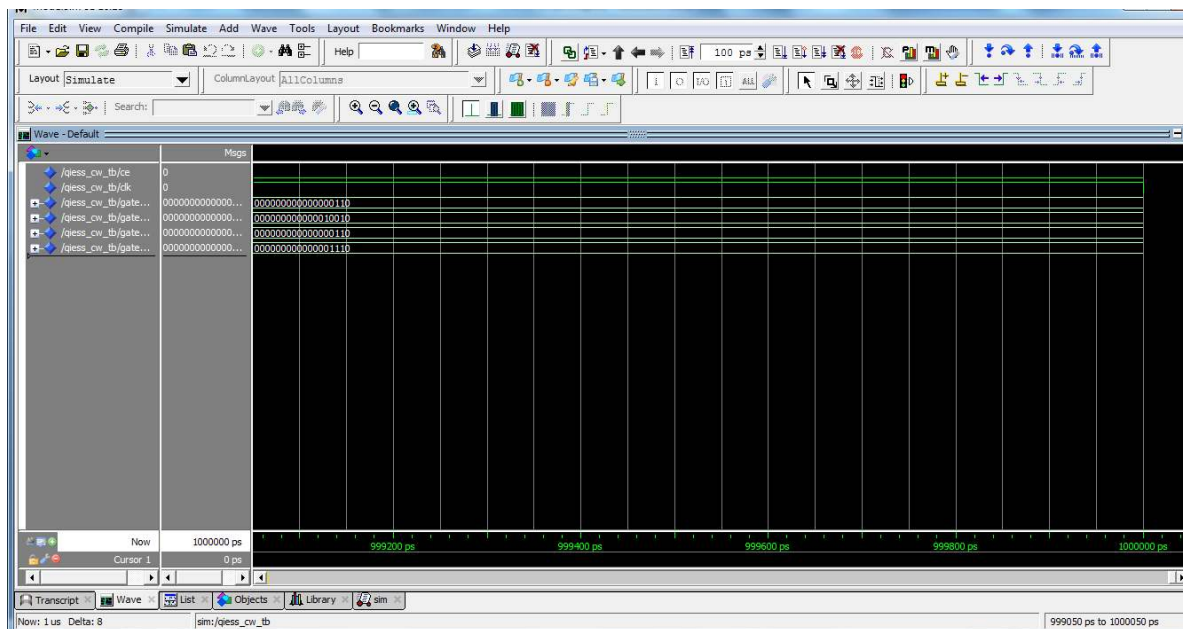 File Edit View Compile Simulate Add Wave Tools Layout Bookmarks Window Help
Help 100 ps
Layout Simulate ColumnLayout AllColumns
Search:
Wave - Default
Msgs
/qiess_cw_tb/ce 0
/qiess_cw_tb/clk 0
/qiess_cw_tb/gate... 0000000000000... 000000000000000110
/qiess_cw_tb/gate... 0000000000000... 000000000000010010
/qiess_cw_tb/gate... 0000000000000... 000000000000000110
/qiess_cw_tb/gate... 0000000000000... 000000000000001110
Now 1000000 ps 999200 ps 999400 ps 999600 ps 999800 ps 1000000 ps
Cursor 1 0 ps
Transcript Wave List Objects Library sim
Now: 1 us Delta: 8 sim:/qiess_cw_tb 999050 ps to 1000050 ps